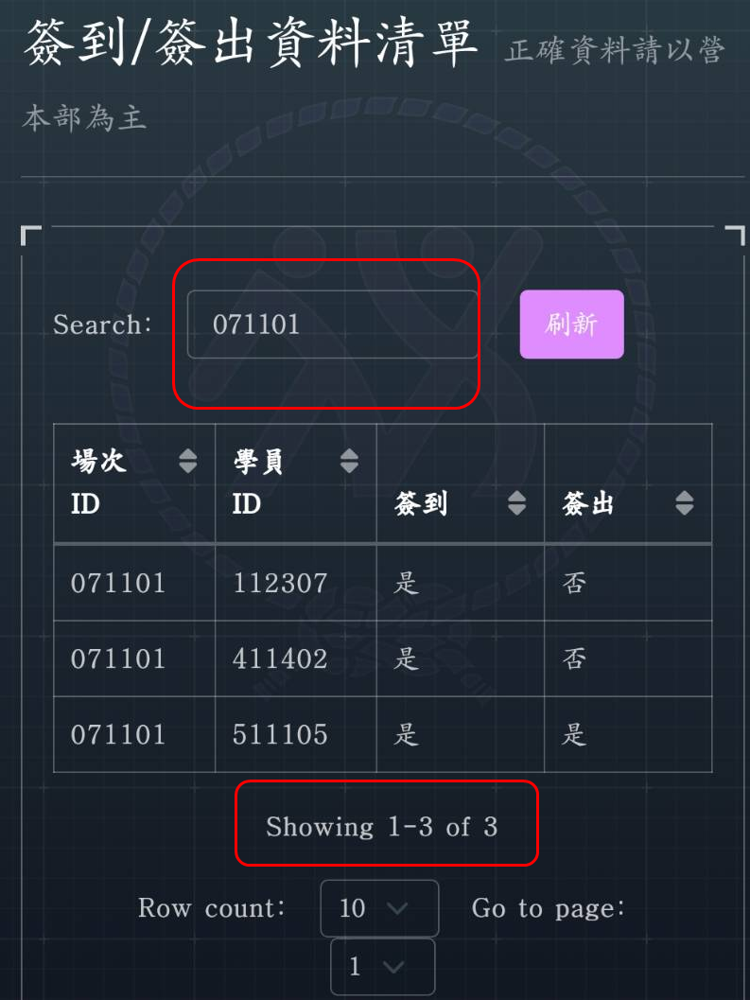 簽到/簽出資料清單 正確資料請以營
本部為主
Search: 071101 刷新
場次 ID 學員 ID 簽到 簽出
071101 112307 是 否
071101 411402 是 否
071101 511105 是 是
Showing 1-3 of 3
Row count: 10 Go to page:
1